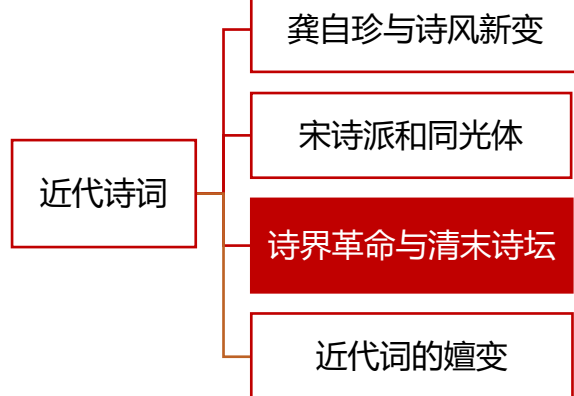 龚自珍与诗风新变
宋诗派和同光体
近代诗词
诗界革命与清末诗坛
近代词的嬗变